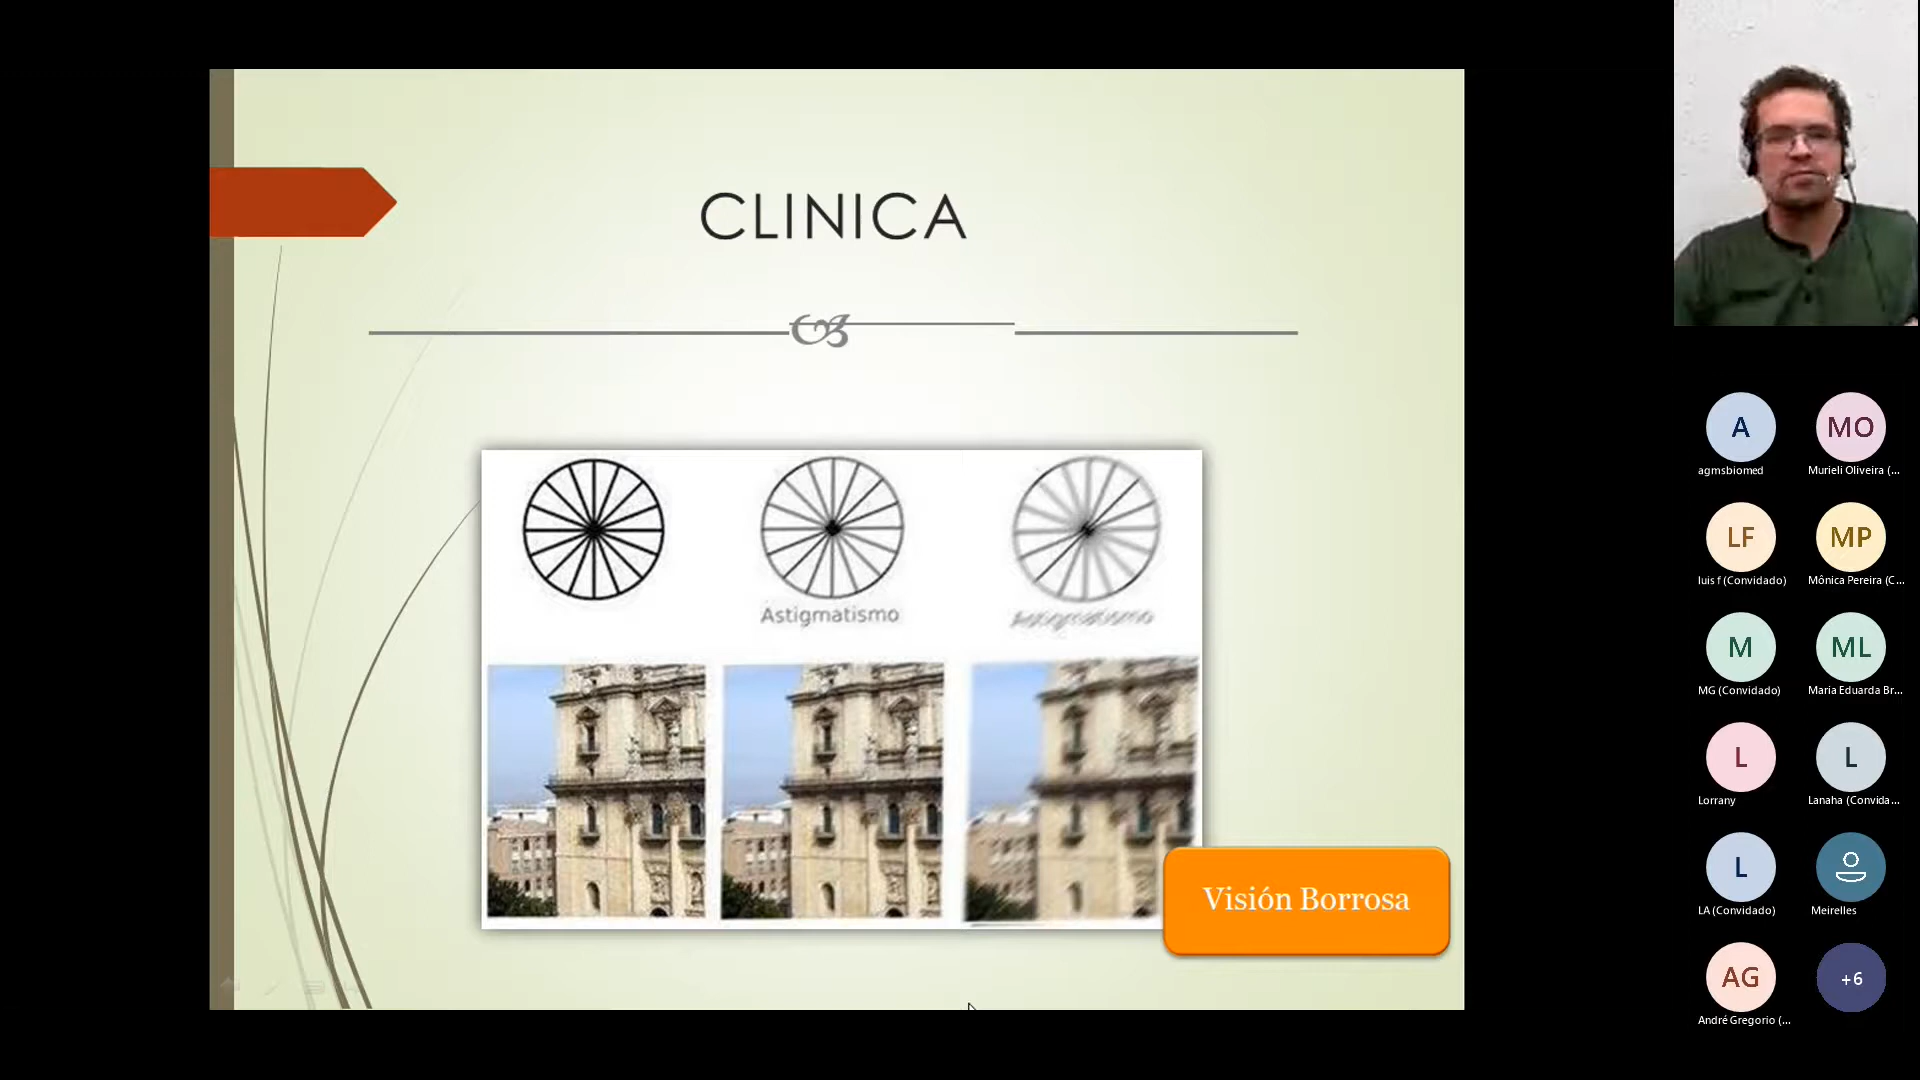 CLINICA
Astigmatismo
Astigmatismo
Visión Borrosa
A
MO
agmsbiomed
Murieli Oliveira (...
LF
MP
luis f (Convidado)
Mônica Pereira (C...
M
ML
MG (Convidado)
Maria Eduarda Br...
L
L
Lorrany
Lanaha (Convida...
L
LA (Convidado)
Meirelles
AG
+6
André Gregorio (...